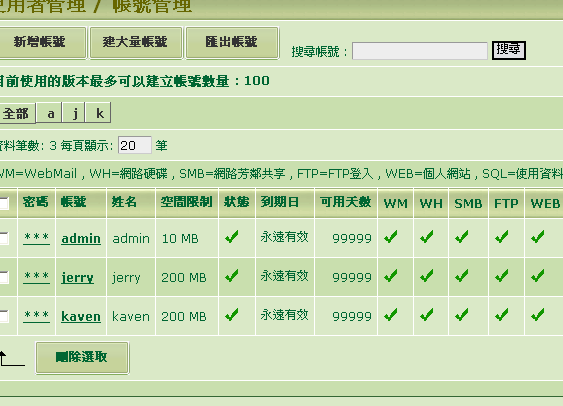 使用者管理 / 帳號管理
新增帳號 建大量帳號 匯出帳號 搜尋帳號： 搜尋
目前使用的版本最多可以建立帳號數量：100
全部 a j k
資料筆數: 3 每頁顯示: 20 筆
WM=WebMail , WH=網路硬碟 , SMB=網路芳鄰共享 , FTP=FTP登入 , WEB=個人網站 , SQL=使用資料
密碼 帳號 姓名 空間限制 狀態 到期日 可用天數 WM WH SMB FTP WEB
*** admin admin 10 MB 永遠有效 99999
*** jerry jerry 200 MB 永遠有效 99999
*** kaven kaven 200 MB 永遠有效 99999
刪除選取